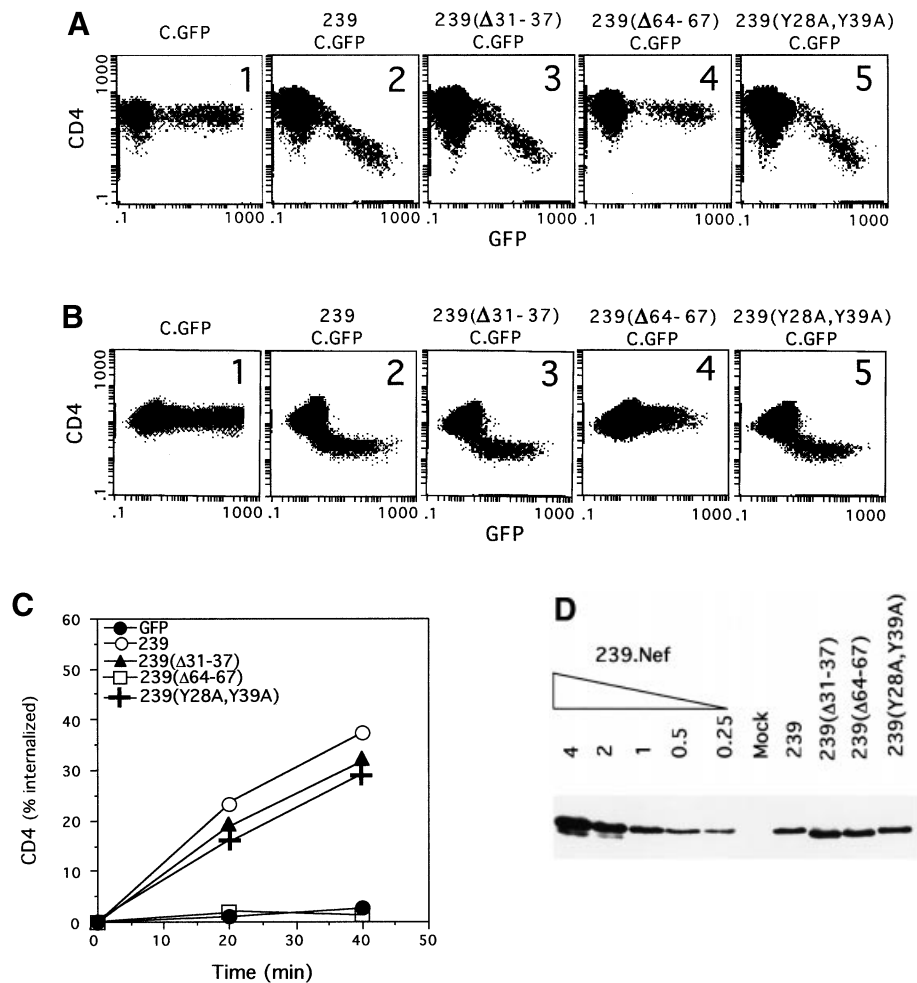 A
C.GFP
239
C.GFP
239(Δ31-37)
C.GFP
239(Δ64-67)
C.GFP
239(Y28A,Y39A)
C.GFP
1000
CD4
.1
1
2
3
4
5
.1 1000 .1 1000 .1 1000 .1 1000 .1 1000
GFP
B
C.GFP
239
C.GFP
239(Δ31-37)
C.GFP
239(Δ64-67)
C.GFP
239(Y28A,Y39A)
C.GFP
1000
CD4
.1
1
2
3
4
5
.1 1000 .1 1000 .1 1000 .1 1000 .1 1000
GFP
C
GFP
239
239(Δ31-37)
239(Δ64-67)
239(Y28A,Y39A)
CD4 (% internalized)
60
50
40
30
20
10
0
0 10 20 30 40 50
Time (min)
D
239.Nef
4
2
1
0.5
0.25
Mock
239
239(Δ31-37)
239(Δ64-67)
239(Y28A,Y39A)